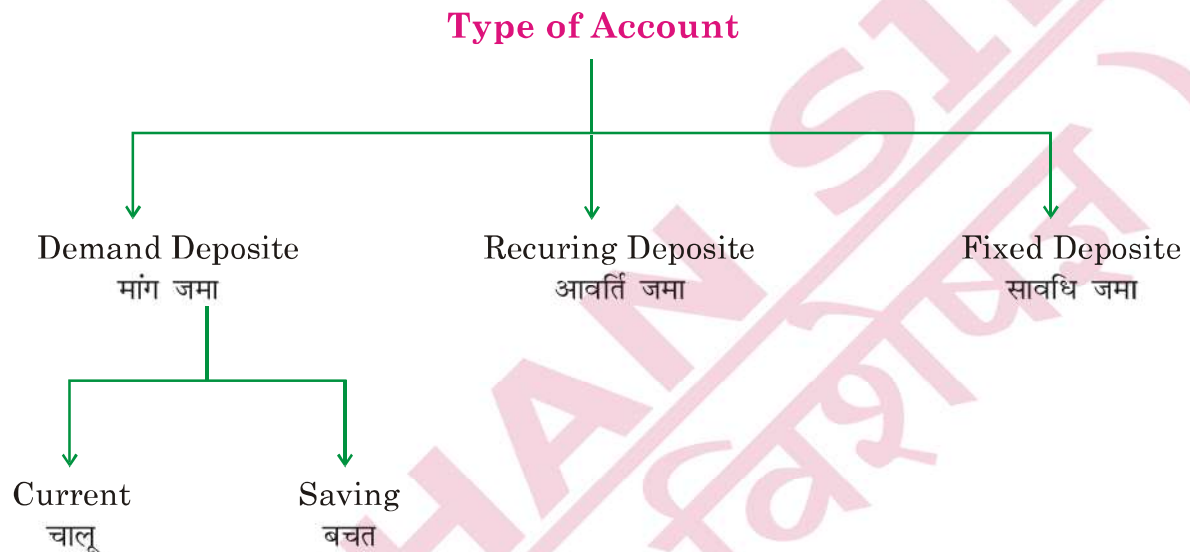 Type of Account
Demand Deposite
मांग जमा
Recuring Deposite
आवर्ति जमा
Fixed Deposite
सावधि जमा
Current
चालू
Saving
बचत